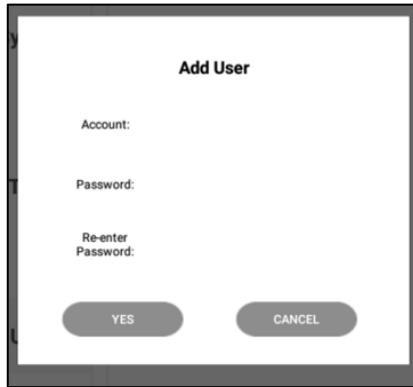 Add User
Account:
Password:
Re-enter
Password:
YES
CANCEL